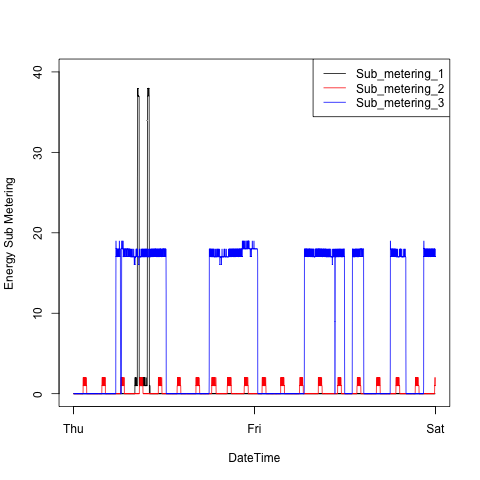 Sub_metering_1
Sub_metering_2
Sub_metering_3
40
30
20
10
0
Energy Sub Metering
Thu Fri Sat
DateTime